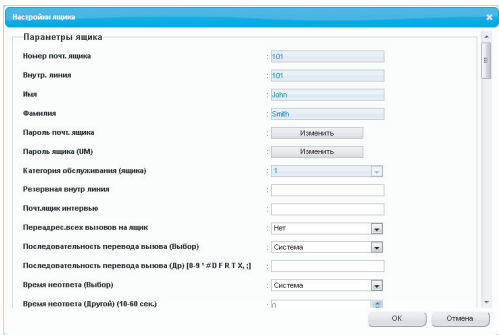 Настройки ящика
Параметры ящика
Номер почт. ящика : 101
Внутр. линия : 101
Имя : John
Фамилия : Smith
Пароль почт. ящика : Изменить
Пароль ящика (UM) : Изменить
Категория обслуживания (ящика) : 1
Резервная внутр линия :
Почт.ящик интервью :
Переадрес.всех вызовов на ящик : Нет
Последовательность перевода вызова (Выбор) : Система
Последовательность перевода вызова (Др) [0-9 * # D F R T X, ;] :
Время неответа (Выбор) : Система
Время неответа (Другой) (10-60 сек.) : 0
OK Отмена